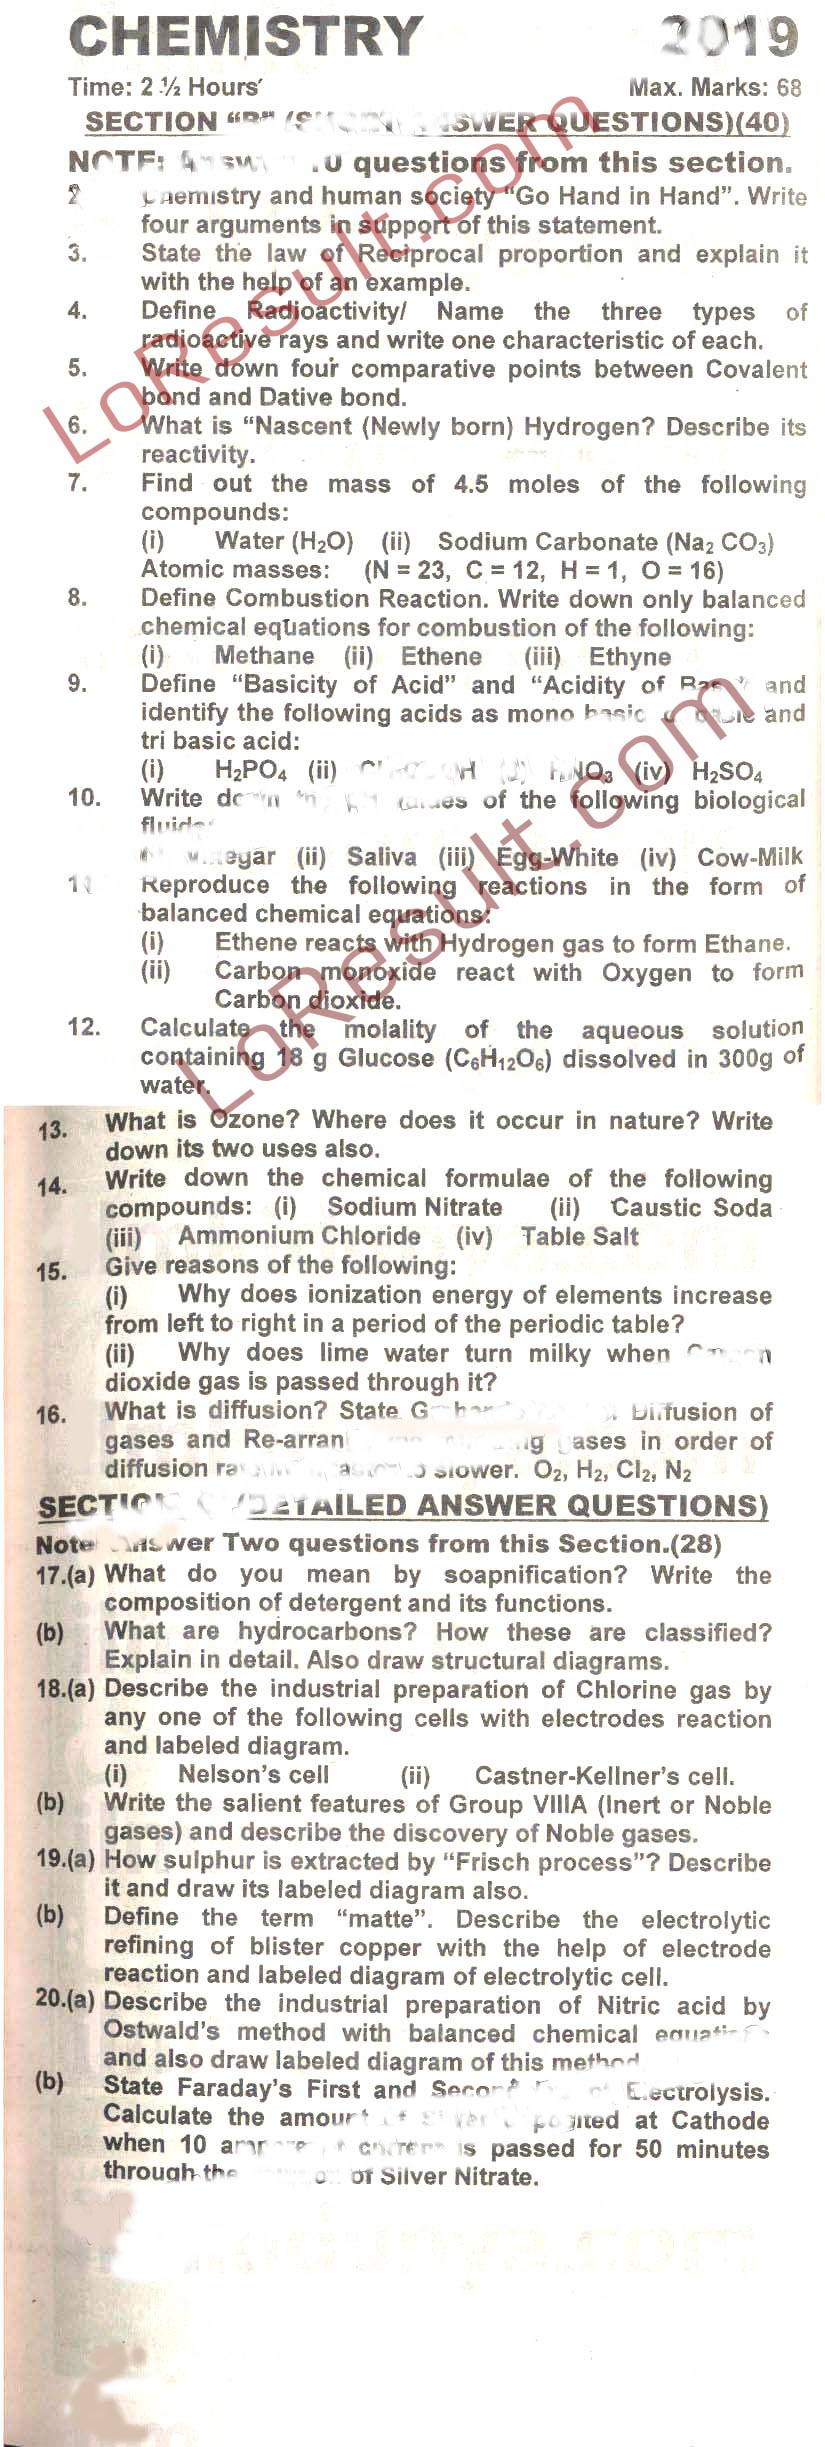 CHEMISTRY 2019
Time: 2 ½ Hours Max. Marks: 68
SECTION "B" ANSWER QUESTIONS)(40)
NOTE: questions from this section.
Chemistry and human society "Go Hand in Hand". Write
four arguments in support of this statement.
3. State the law of Reciprocal proportion and explain it
with the help of an example.
4. Define Radioactivity/ Name the three types of
radioactive rays and write one characteristic of each.
5. Write down four comparative points between Covalent
bond and Dative bond.
6. What is "Nascent (Newly born) Hydrogen? Describe its
reactivity.
7. Find out the mass of 4.5 moles of the following
compounds:
(i) Water (H₂O) (ii) Sodium Carbonate (Na₂ CO₃)
Atomic masses: (N = 23, C = 12, H = 1, O = 16)
8. Define Combustion Reaction. Write down only balanced
chemical equations for combustion of the following:
(i) Methane (ii) Ethene (iii) Ethyne
9. Define "Basicity of Acid" and "Acidity of and
identify the following acids as mono and
tri basic acid:
(i) H₂PO₄ (ii) (iv) H₂SO₄
10. Write of the following biological
(ii) Saliva (iii) Egg-White (iv) Cow-Milk
Reproduce the following reactions in the form of
balanced chemical equations:
(i) Ethene reacts with Hydrogen gas to form Ethane.
(ii) Carbon monoxide react with Oxygen to form
Carbon dioxide.
12. Calculate the molality of the aqueous solution
containing 18 g Glucose (C₆H₁₂O₆) dissolved in 300g of
water.
13. What is Ozone? Where does it occur in nature? Write
down its two uses also.
14. Write down the chemical formulae of the following
compounds: (i) Sodium Nitrate (ii) Caustic Soda
(iii) Ammonium Chloride (iv) Table Salt
15. Give reasons of the following:
(i) Why does ionization energy of elements increase
from left to right in a period of the periodic table?
(ii) Why does lime water turn milky when
dioxide gas is passed through it?
16. What is diffusion? State Diffusion of
gases and gases in order of
diffusion slower. O₂, H₂, Cl₂, N₂
SECTION (DETAILED ANSWER QUESTIONS)
Note Answer Two questions from this Section.(28)
17.(a) What do you mean by soapnification? Write the
composition of detergent and its functions.
(b) What are hydrocarbons? How these are classified?
Explain in detail. Also draw structural diagrams.
18.(a) Describe the industrial preparation of Chlorine gas by
any one of the following cells with electrodes reaction
and labeled diagram.
(i) Nelson's cell (ii) Castner-Kellner's cell.
(b) Write the salient features of Group VIIIA (Inert or Noble
gases) and describe the discovery of Noble gases.
19.(a) How sulphur is extracted by "Frisch process"? Describe
it and draw its labeled diagram also.
(b) Define the term "matte". Describe the electrolytic
refining of blister copper with the help of electrode
reaction and labeled diagram of electrolytic cell.
20.(a) Describe the industrial preparation of Nitric acid by
Ostwald's method with balanced chemical
and also draw labeled diagram of this method
(b) State Faraday's First and Second Electrolysis.
Calculate the amount at Cathode
when 10 is passed for 50 minutes
through the of Silver Nitrate.
LoResult.com
LoResult.com